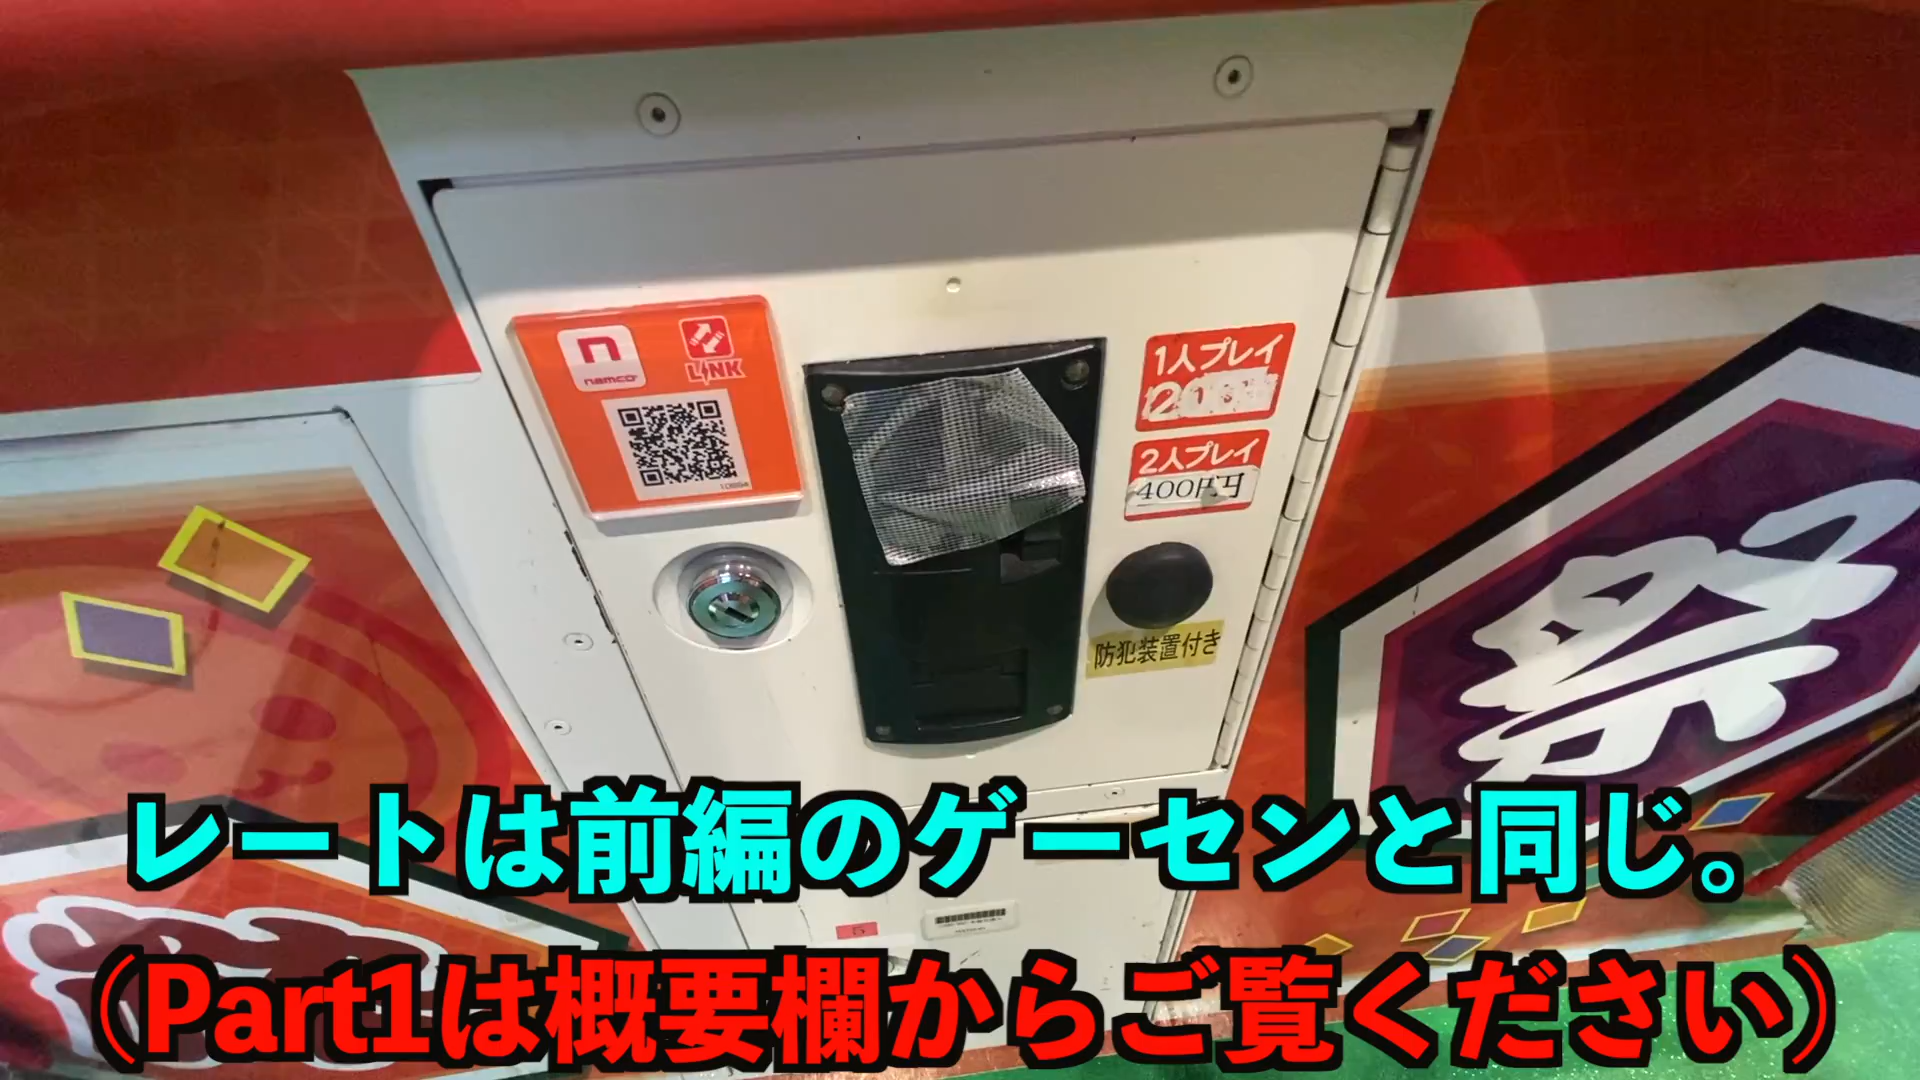 namco
LINK
1人プレイ
2人プレイ
400円
防犯装置付き
祭
5
レートは前編のゲーセンと同じ。
（Part1は概要欄からご覧ください）